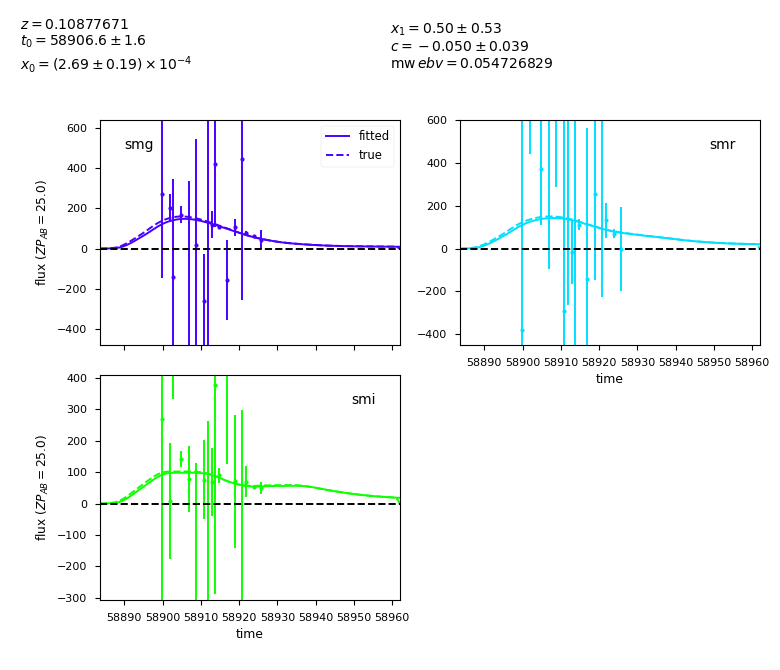 z = 0.10877671
t₀ = 58906.6 ± 1.6
x₀ = (2.69 ± 0.19) × 10⁻⁴
x₁ = 0.50 ± 0.53
c = −0.050 ± 0.039
mw ebv = 0.054726829
600
400
200
0
−200
−400
flux (ZP_AB = 25.0)
smg
fitted
true
600
400
200
0
−200
−400
smr
58890 58900 58910 58920 58930 58940 58950 58960
time
400
300
200
100
0
−100
−200
−300
flux (ZP_AB = 25.0)
smi
58890 58900 58910 58920 58930 58940 58950 58960
time